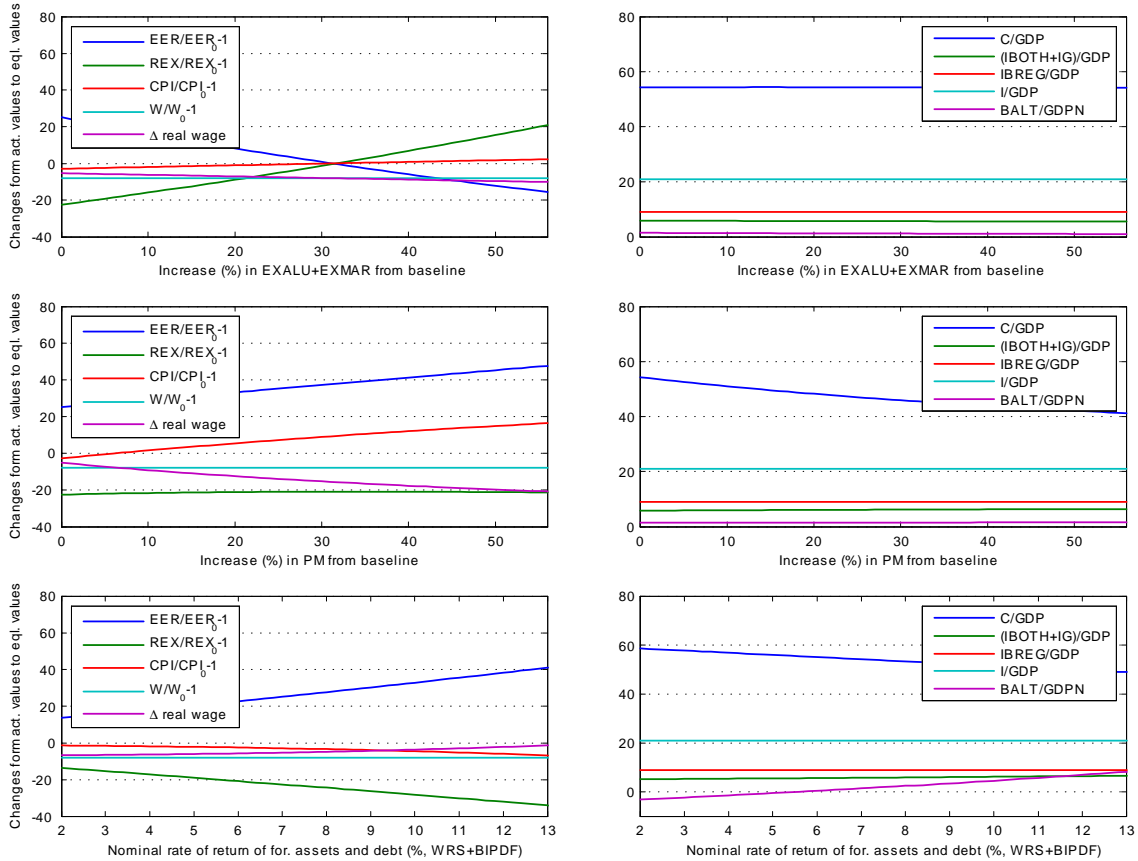 Changes form act. values to eql. values
80
60
40
20
0
-20
-40
EER/EER0-1
REX/REX0-1
CPI/CPI0-1
W/W0-1
Δ real wage
0 10 20 30 40 50
Increase (%) in EXALU+EXMAR from baseline
80
60
40
20
0
C/GDP
(IBOTH+IG)/GDP
IBREG/GDP
I/GDP
BALT/GDPN
0 10 20 30 40 50
Increase (%) in EXALU+EXMAR from baseline
Changes form act. values to eql. values
80
60
40
20
0
-20
-40
EER/EER0-1
REX/REX0-1
CPI/CPI0-1
W/W0-1
Δ real wage
0 10 20 30 40 50
Increase (%) in PM from baseline
80
60
40
20
0
C/GDP
(IBOTH+IG)/GDP
IBREG/GDP
I/GDP
BALT/GDPN
0 10 20 30 40 50
Increase (%) in PM from baseline
Changes form act. values to eql. values
80
60
40
20
0
-20
-40
EER/EER0-1
REX/REX0-1
CPI/CPI0-1
W/W0-1
Δ real wage
2 3 4 5 6 7 8 9 10 11 12 13
Nominal rate of return of for. assets and debt (%, WRS+BIPDF)
80
60
40
20
0
C/GDP
(IBOTH+IG)/GDP
IBREG/GDP
I/GDP
BALT/GDPN
2 3 4 5 6 7 8 9 10 11 12 13
Nominal rate of return of for. assets and debt (%, WRS+BIPDF)